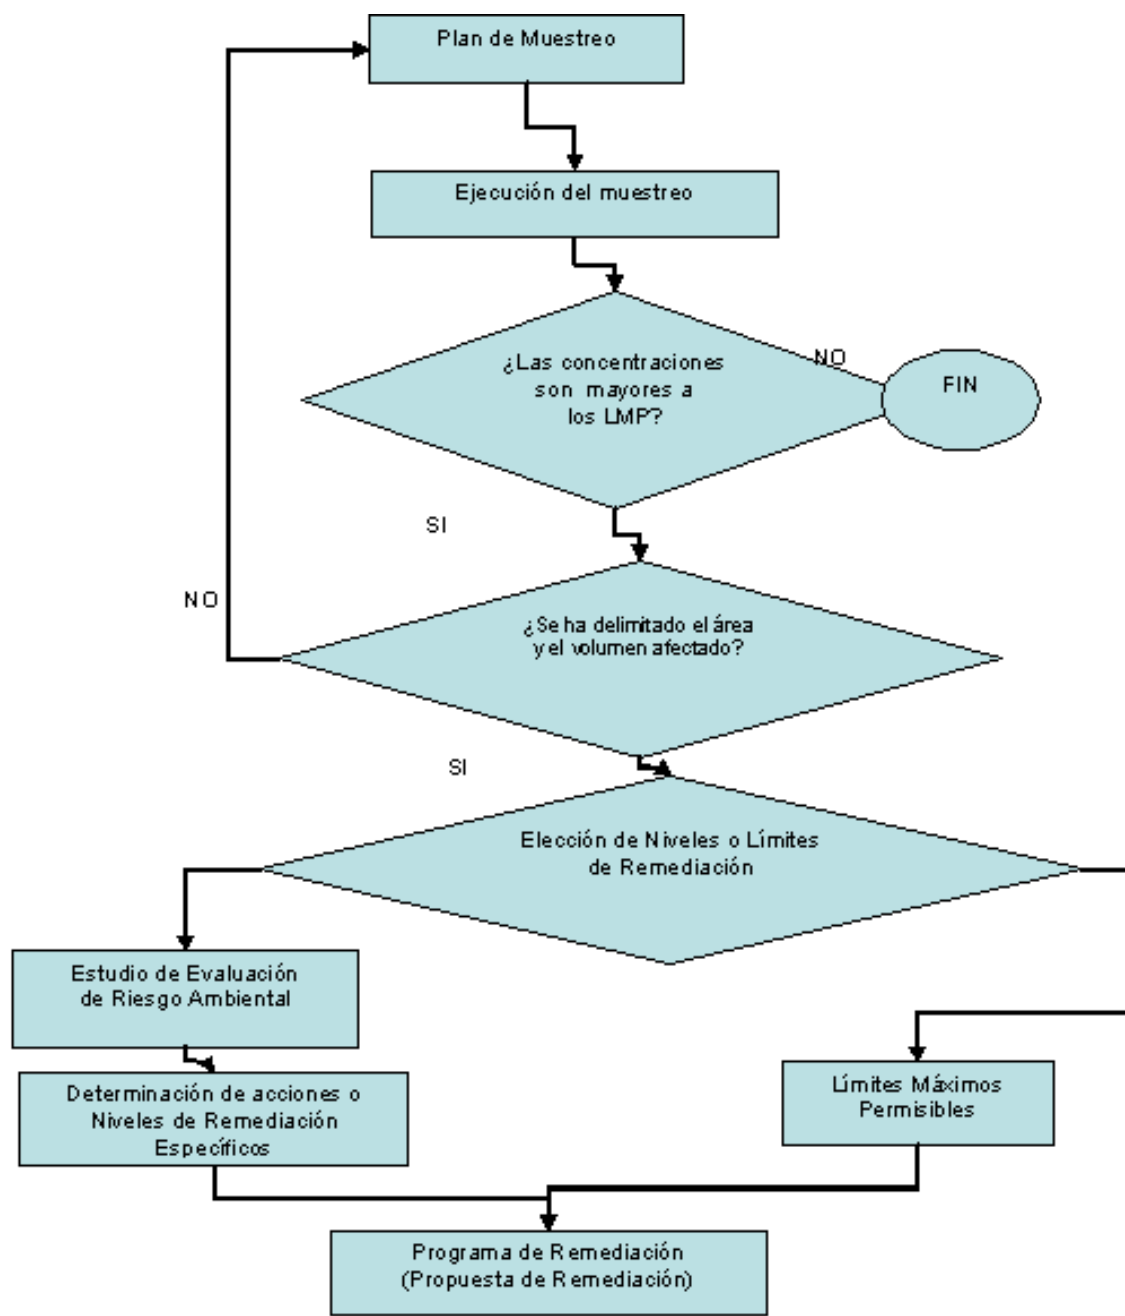 Plan de Muestreo
Ejecución del muestreo
¿Las concentraciones
son mayores a
los LMP?
NO
FIN
SI
¿Se ha delimitado el área
y el volumen afectado?
NO
SI
Elección de Niveles o Límites
de Remediación
Estudio de Evaluación
de Riesgo Ambiental
Determinación de acciones o
Niveles de Remediación
Específicos
Límites Máximos
Permisibles
Programa de Remediación
(Propuesta de Remediación)